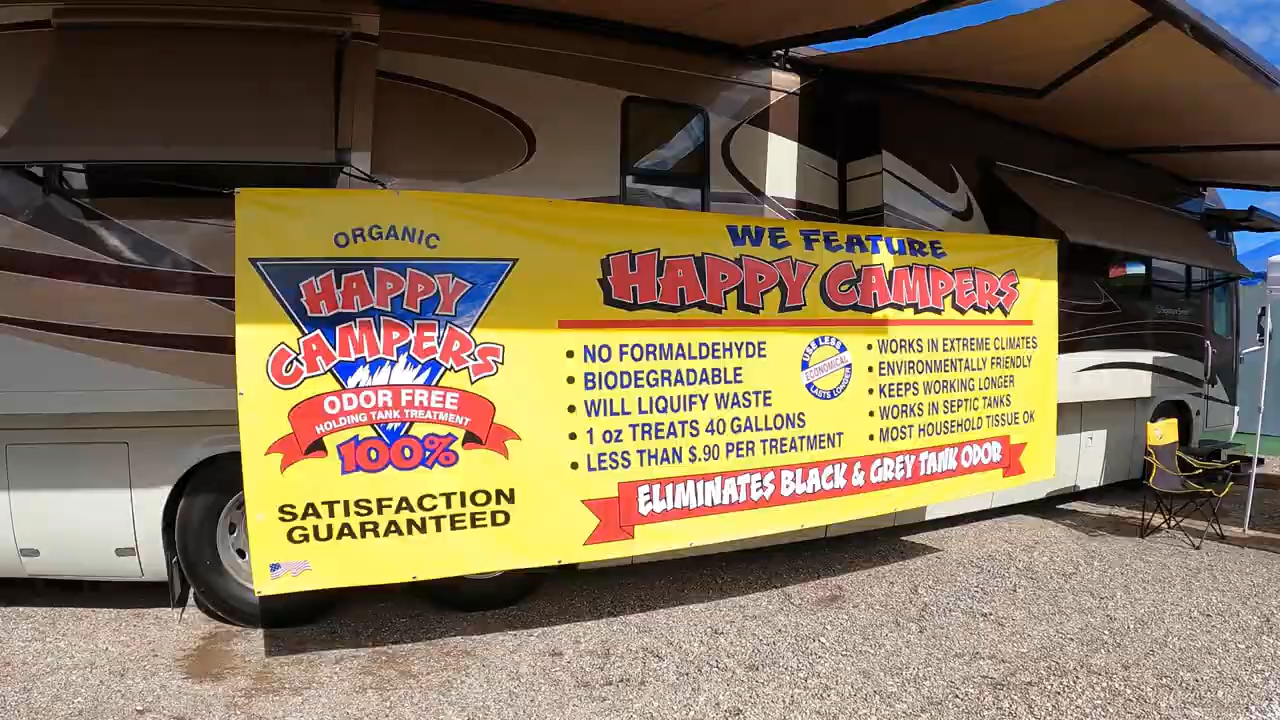 ORGANIC
HAPPY
CAMPERS
ODOR FREE
HOLDING TANK TREATMENT
100%
SATISFACTION
GUARANTEED
WE FEATURE
HAPPY CAMPERS
• NO FORMALDEHYDE
• BIODEGRADABLE
• WILL LIQUIFY WASTE
• 1 oz TREATS 40 GALLONS
• LESS THAN $.90 PER TREATMENT
USE LESS
ECONOMICAL
LASTS LONGER
• WORKS IN EXTREME CLIMATES
• ENVIRONMENTALLY FRIENDLY
• KEEPS WORKING LONGER
• WORKS IN SEPTIC TANKS
• MOST HOUSEHOLD TISSUE OK
ELIMINATES BLACK & GREY TANK ODOR